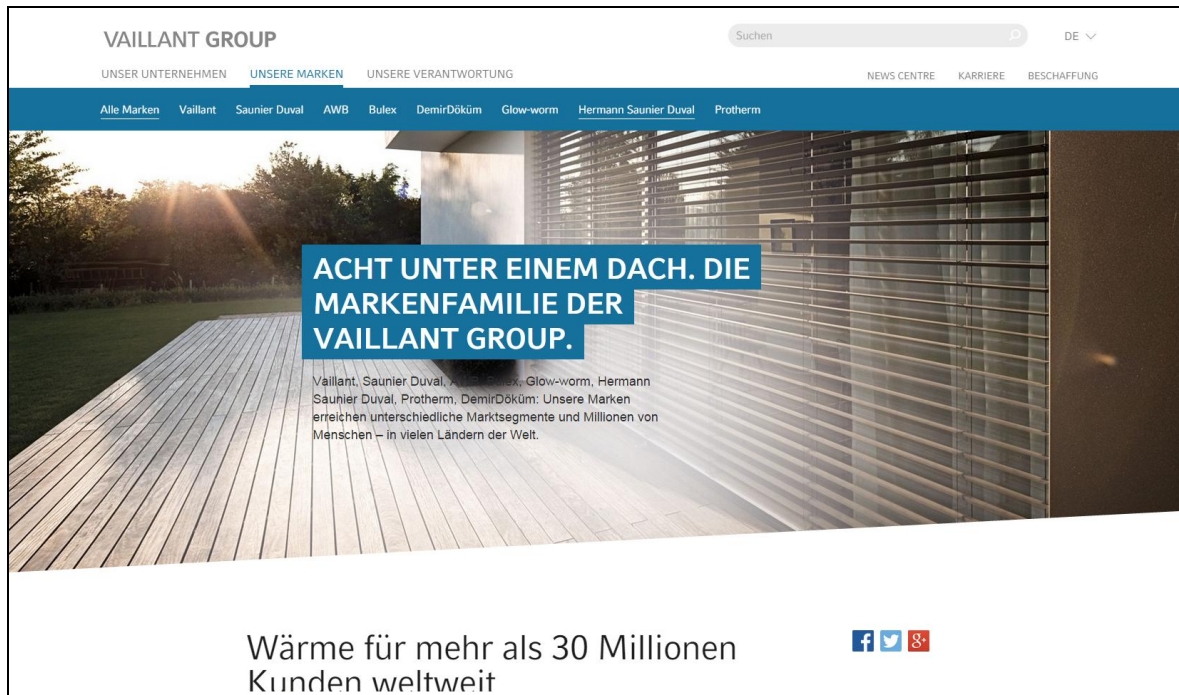 VAILLANT GROUP
Suchen
DE
UNSER UNTERNEHMEN UNSERE MARKEN UNSERE VERANTWORTUNG
NEWS CENTRE KARRIERE BESCHAFFUNG
Alle Marken Vaillant Saunier Duval AWB Bulex DemirDöküm Glow-worm Hermann Saunier Duval Protherm
ACHT UNTER EINEM DACH. DIE
MARKENFAMILIE DER
VAILLANT GROUP.
Vaillant, Saunier Duval, AWB, Bulex, Glow-worm, Hermann
Saunier Duval, Protherm, DemirDöküm: Unsere Marken
erreichen unterschiedliche Marktsegmente und Millionen von
Menschen – in vielen Ländern der Welt.
Wärme für mehr als 30 Millionen
Kunden weltweit